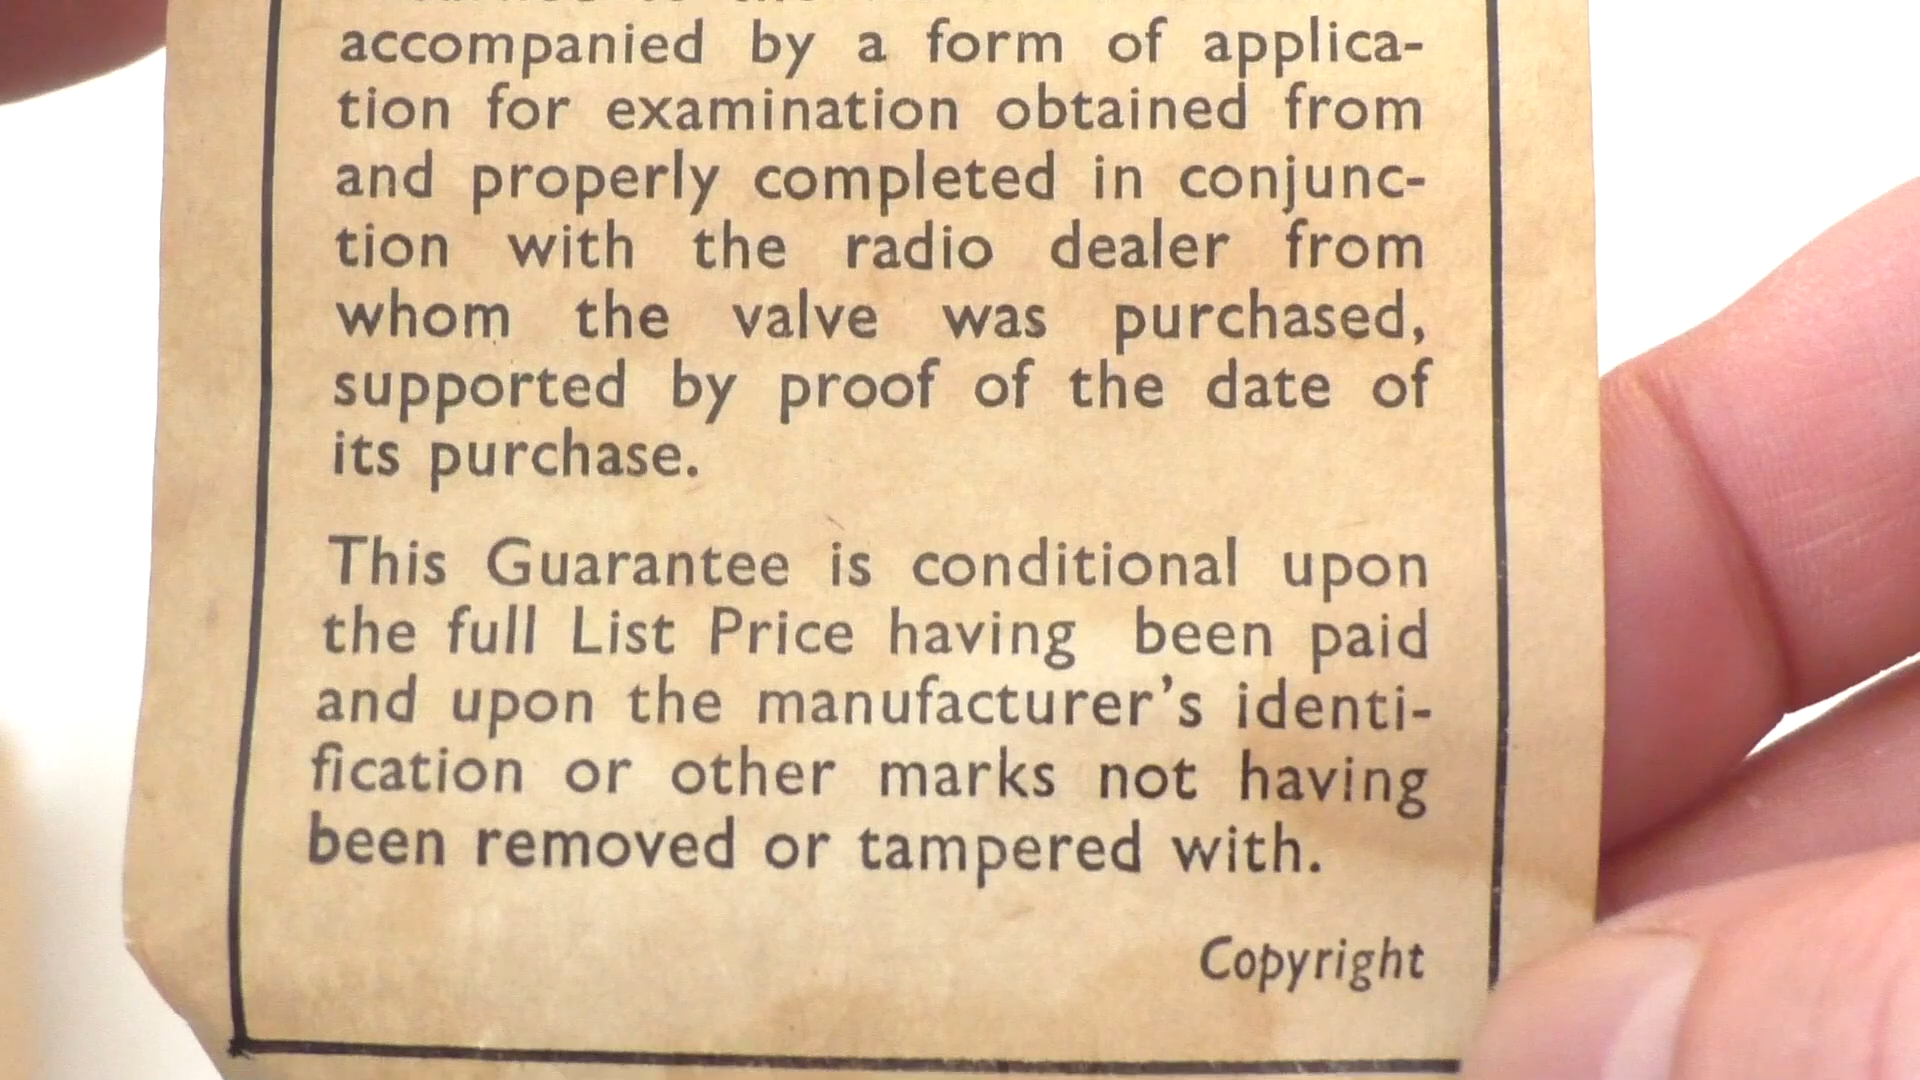 accompanied by a form of applica-
tion for examination obtained from
and properly completed in conjunc-
tion with the radio dealer from
whom the valve was purchased,
supported by proof of the date of
its purchase.
This Guarantee is conditional upon
the full List Price having been paid
and upon the manufacturer's identi-
fication or other marks not having
been removed or tampered with.
Copyright